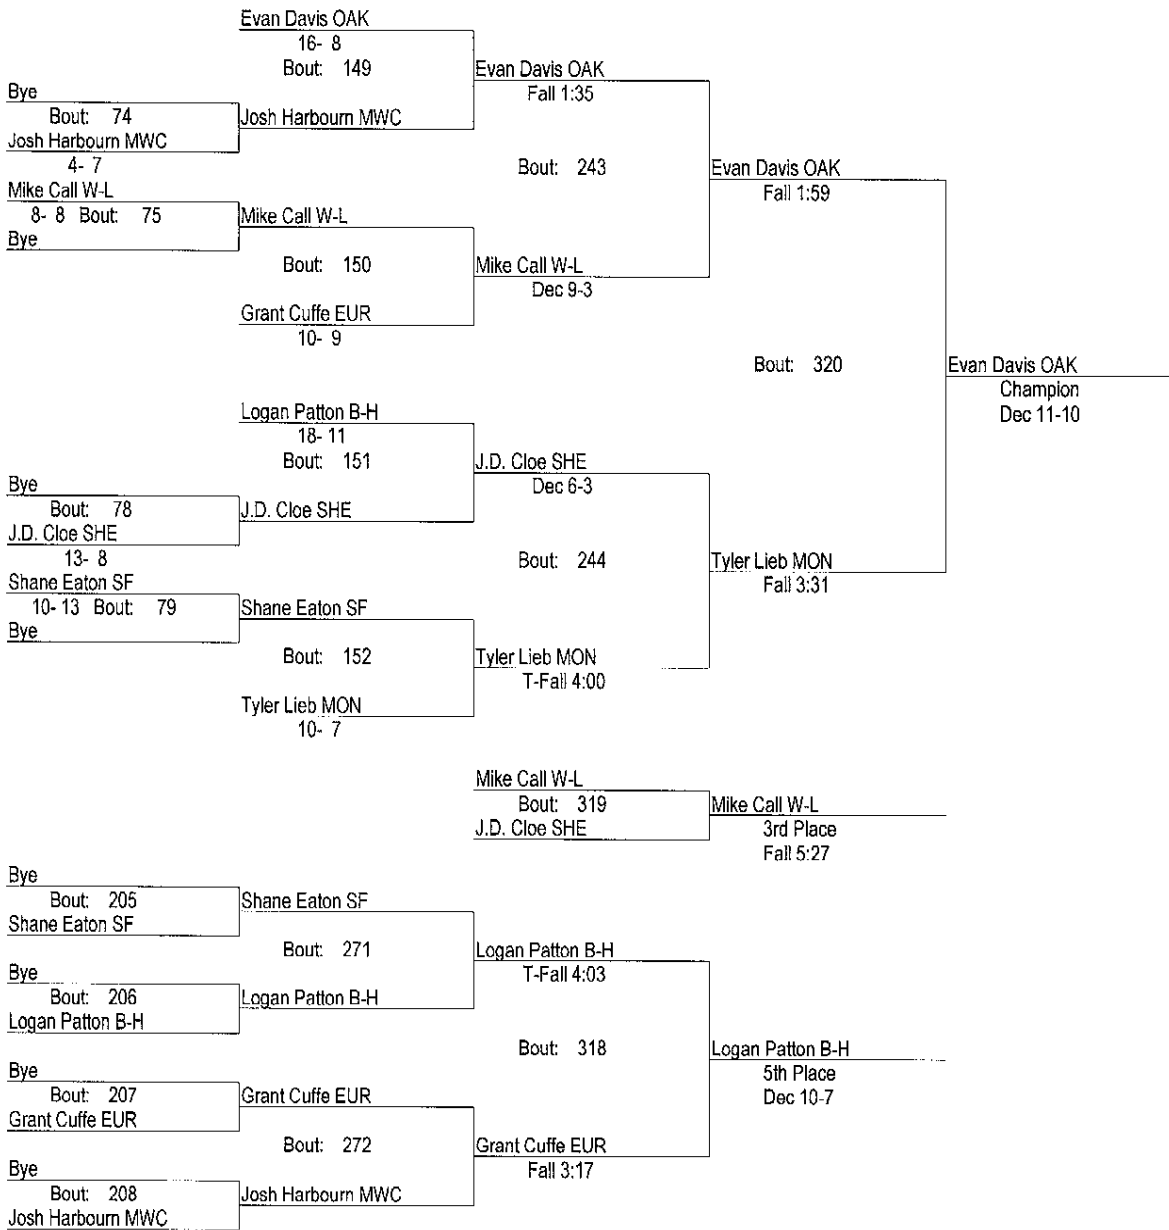 Evan Davis OAK
16- 8
Bout: 149
Evan Davis OAK
Fall 1:35
Bye
Bout: 74
Josh Harbourn MWC
Josh Harbourn MWC
4- 7
Bout: 243
Evan Davis OAK
Fall 1:59
Mike Call W-L
8- 8 Bout: 75
Mike Call W-L
Bye
Bout: 150
Mike Call W-L
Dec 9-3
Grant Cuffe EUR
10- 9
Bout: 320
Evan Davis OAK
Champion
Dec 11-10
Logan Patton B-H
18- 11
Bout: 151
J.D. Cloe SHE
Dec 6-3
Bye
Bout: 78
J.D. Cloe SHE
J.D. Cloe SHE
13- 8
Bout: 244
Tyler Lieb MON
Fall 3:31
Shane Eaton SF
10- 13 Bout: 79
Shane Eaton SF
Bye
Bout: 152
Tyler Lieb MON
T-Fall 4:00
Tyler Lieb MON
10- 7
Mike Call W-L
Bout: 319
Mike Call W-L
J.D. Cloe SHE
3rd Place
Fall 5:27
Bye
Bout: 205
Shane Eaton SF
Shane Eaton SF
Bout: 271
Logan Patton B-H
T-Fall 4:03
Bye
Bout: 206
Logan Patton B-H
Logan Patton B-H
Bout: 318
Logan Patton B-H
5th Place
Dec 10-7
Bye
Bout: 207
Grant Cuffe EUR
Grant Cuffe EUR
Bout: 272
Grant Cuffe EUR
Fall 3:17
Bye
Bout: 208
Josh Harbourn MWC
Josh Harbourn MWC